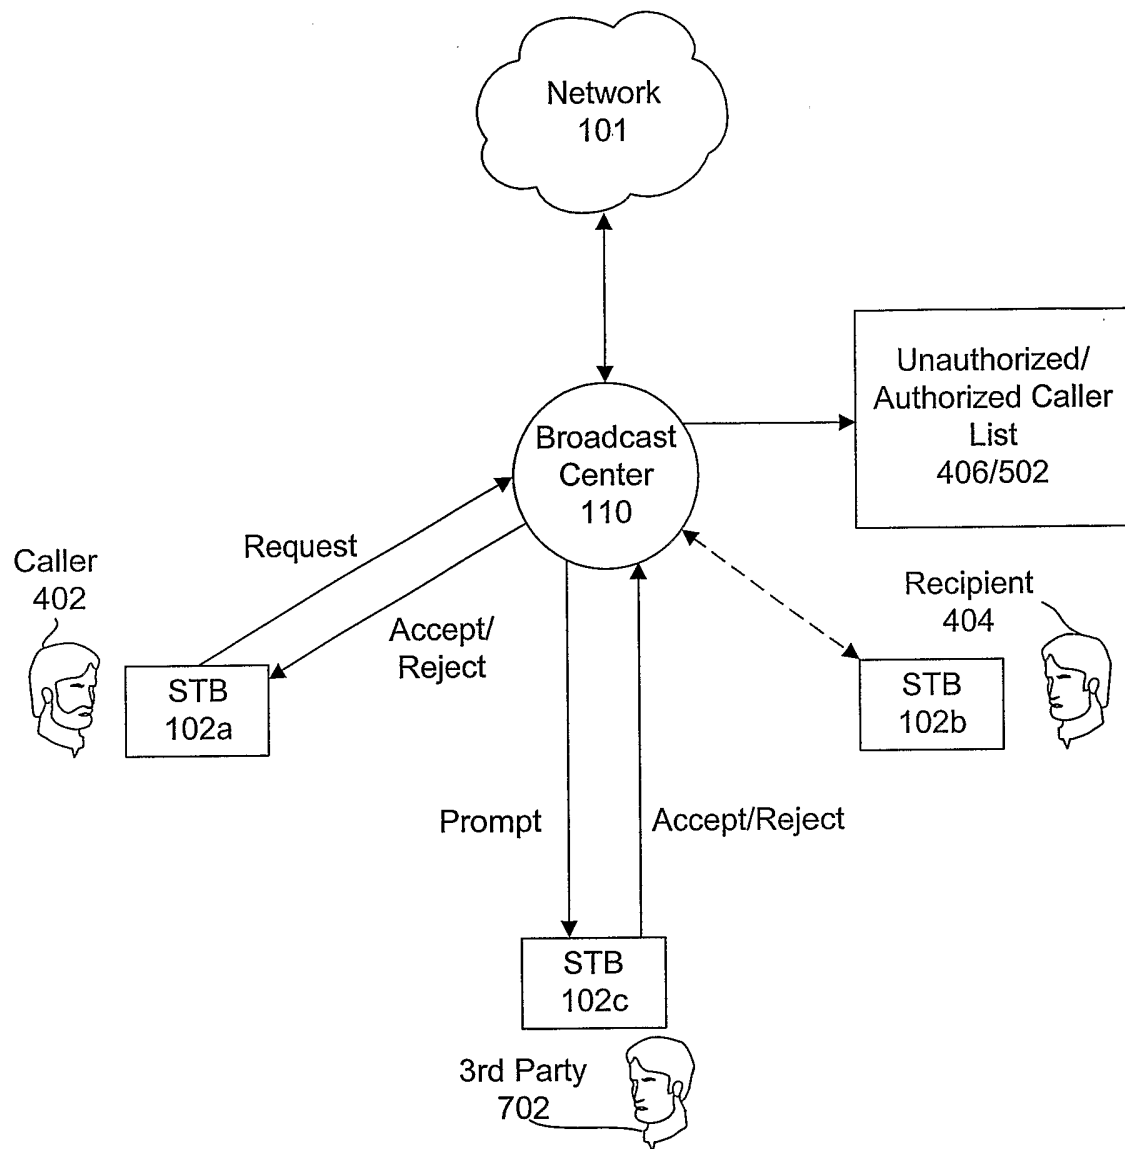 Network
101
Unauthorized/
Authorized Caller
List
406/502
Broadcast
Center
110
Request
Caller
402
Accept/
Reject
Recipient
404
STB
102a
STB
102b
Prompt
Accept/Reject
STB
102c
3rd Party
702